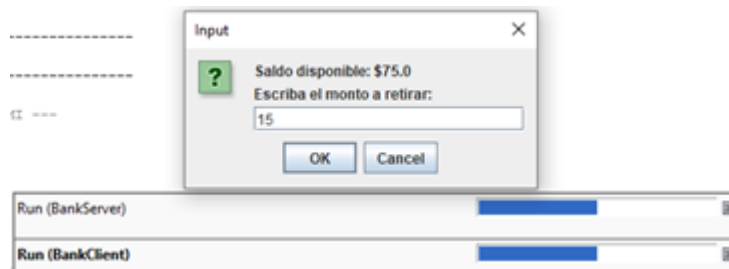 Input
?
Saldo disponible: $75.0
Escriba el monto a retirar:
15
OK Cancel
Run (BankServer)
Run (BankClient)